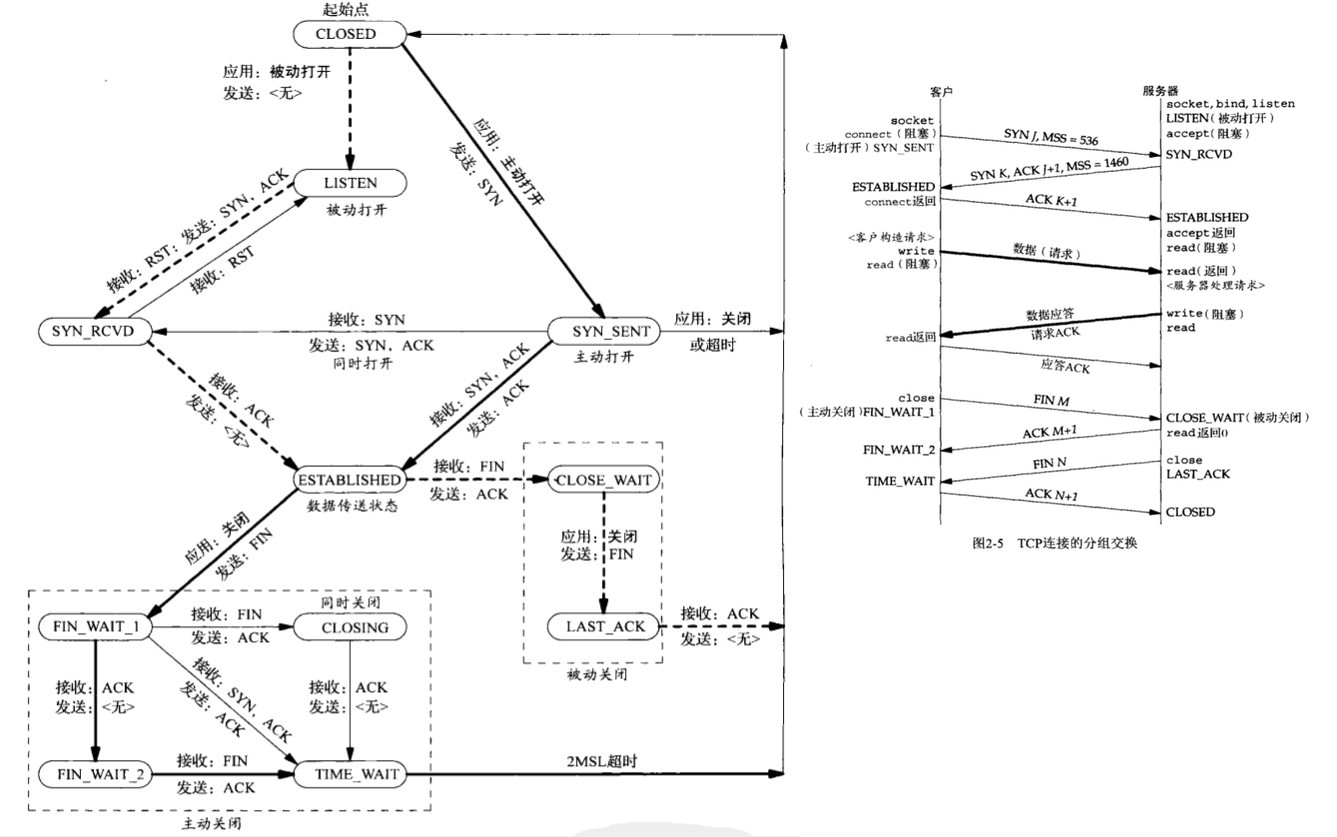 起始点
CLOSED
应用：被动打开
发送：<无>
应用：主动打开
发送：SYN
LISTEN
被动打开
接收：RST；发送：SYN，ACK
接收：RST
SYN_RCVD
接收：SYN
发送：SYN，ACK
同时打开
SYN_SENT
主动打开
应用：关闭
或超时
接收：ACK
发送：<无>
接收：SYN，ACK
发送：ACK
ESTABLISHED
数据传送状态
接收：FIN
发送：ACK
CLOSE_WAIT
应用：关闭
发送：FIN
LAST_ACK
接收：ACK
发送：<无>
被动关闭
应用：关闭
发送：FIN
同时关闭
FIN_WAIT_1
接收：FIN
发送：ACK
CLOSING
接收：ACK
发送：<无>
接收：SYN，ACK
发送：ACK
接收：ACK
发送：<无>
FIN_WAIT_2
接收：FIN
发送：ACK
TIME_WAIT
2MSL超时
主动关闭
客户
服务器
socket, bind, listen
LISTEN（被动打开）
accept（阻塞）
socket
connect（阻塞）
（主动打开）SYN_SENT
SYN J, MSS = 536
SYN_RCVD
SYN K, ACK J+1, MSS = 1460
ESTABLISHED
connect返回
ACK K+1
ESTABLISHED
accept返回
read（阻塞）
<客户构造请求>
write
read（阻塞）
数据（请求）
read（返回）
<服务器处理请求>
write（阻塞）
read
数据应答
请求ACK
read返回
应答ACK
close
（主动关闭）FIN_WAIT_1
FIN M
CLOSE_WAIT（被动关闭）
read返回0
ACK M+1
FIN_WAIT_2
close
LAST_ACK
FIN N
TIME_WAIT
ACK N+1
CLOSED
图2-5 TCP连接的分组交换